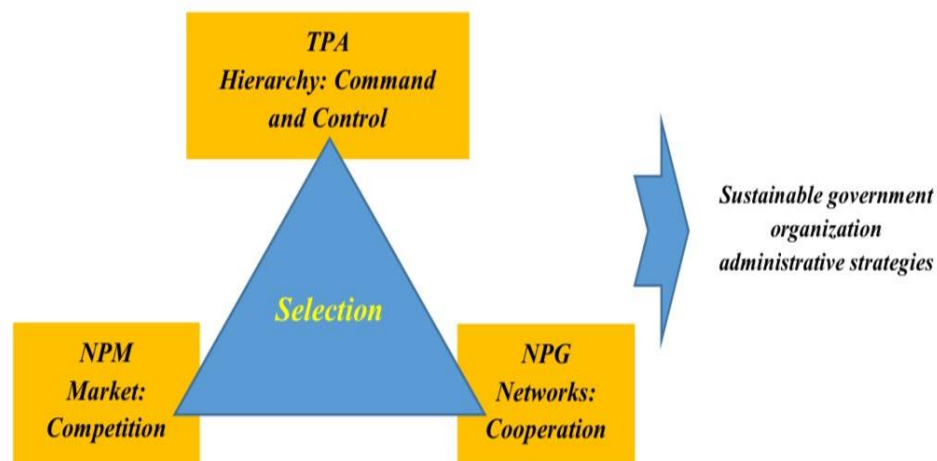 TPA
Hierarchy: Command
and Control
Selection
NPM
Market:
Competition
NPG
Networks:
Cooperation
Sustainable government
organization
administrative strategies